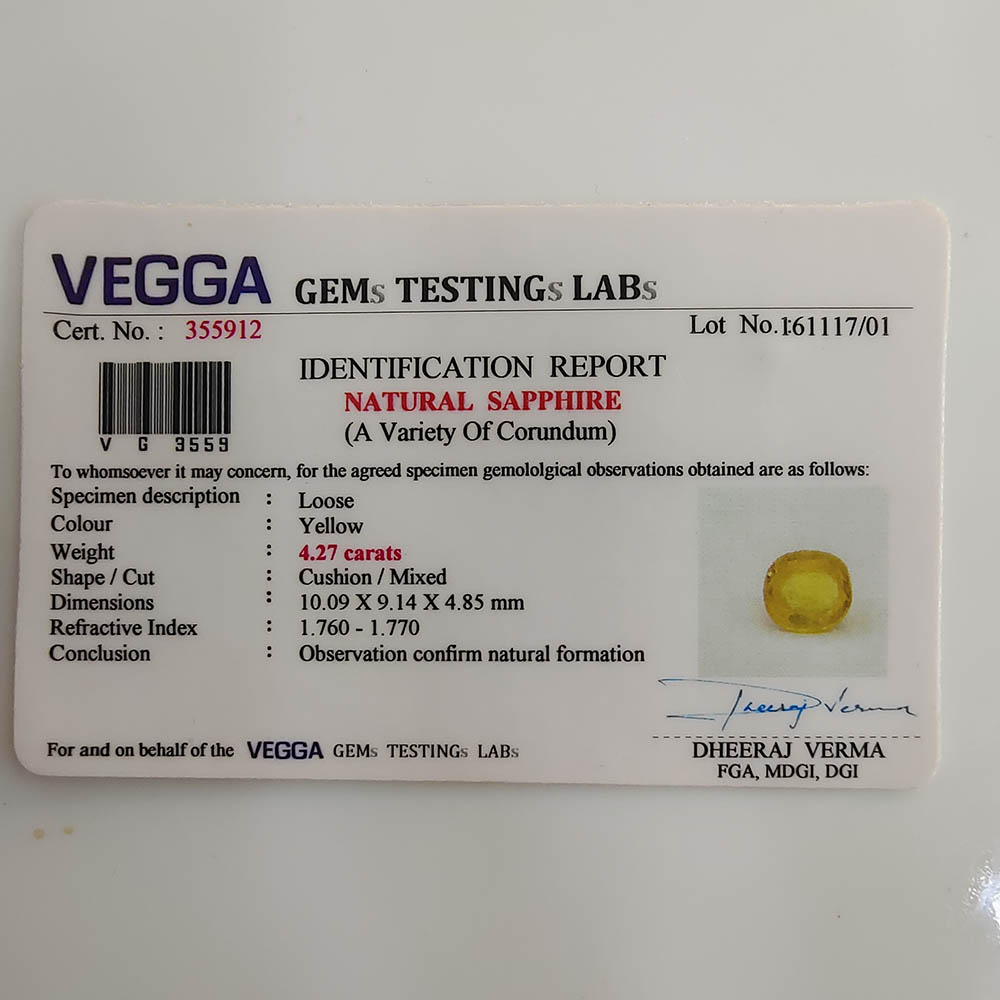 VEGGA GEMs TESTINGs LABs
Cert. No. : 355912
Lot No.:161117/01
IDENTIFICATION REPORT
NATURAL SAPPHIRE
(A Variety Of Corundum)
V G 3559
To whomsoever it may concern, for the agreed specimen gemololgical observations obtained are as follows:
Specimen description : Loose
Colour : Yellow
Weight : 4.27 carats
Shape / Cut : Cushion / Mixed
Dimensions : 10.09 X 9.14 X 4.85 mm
Refractive Index : 1.760 - 1.770
Conclusion : Observation confirm natural formation
Dheeraj Verma
For and on behalf of the VEGGA GEMs TESTINGs LABs
DHEERAJ VERMA
FGA, MDGI, DGI